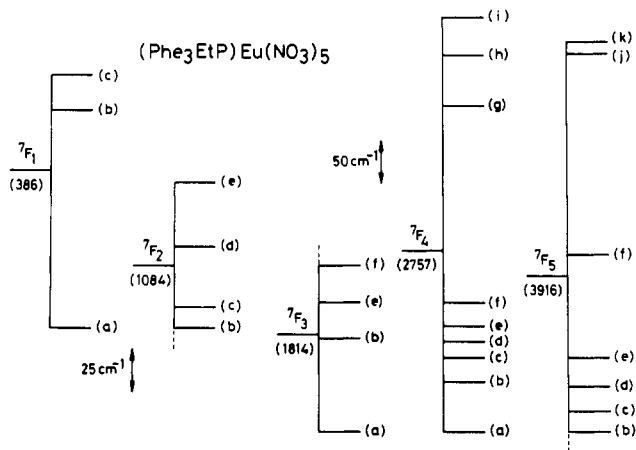 (Phe₃EtP)Eu(NO₃)₅
⁷F₁
(386)
(c)
(b)
(a)
⁷F₂
(1084)
(e)
(d)
(c)
(b)
25 cm⁻¹
⁷F₃
(1814)
(f)
(e)
(b)
(a)
50 cm⁻¹
⁷F₄
(2757)
(i)
(h)
(g)
(f)
(e)
(d)
(c)
(b)
(a)
⁷F₅
(3916)
(k)
(j)
(f)
(e)
(d)
(c)
(b)